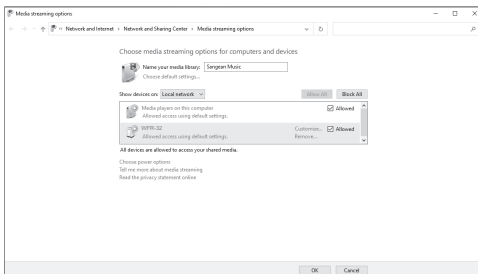 Media streaming options
« Network and Internet › Network and Sharing Center › Media streaming options
Choose media streaming options for computers and devices
Name your media library: Sangean Music
Choose default settings...
Show devices on: Local network Allow All Block All
Media players on this computer Allowed
Allowed access using default settings.
WFR-32 Customize... Allowed
Allowed access using default settings. Remove...
All devices are allowed to access your shared media.
Choose power options
Tell me more about media streaming
Read the privacy statement online
OK Cancel